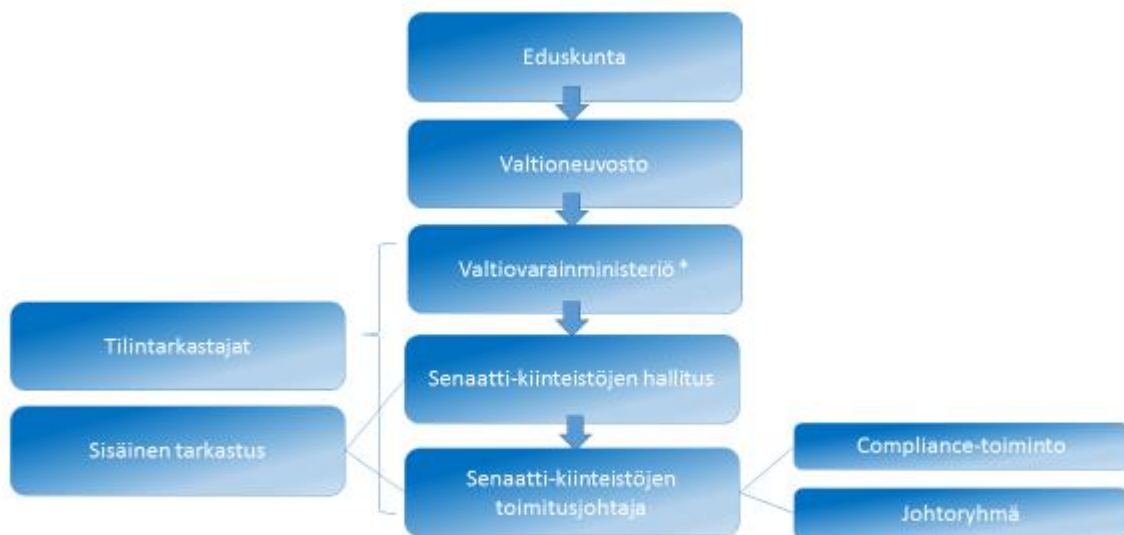 Eduskunta
Valtioneuvosto
Valtiovarainministeriö *
Tilintarkastajat
Senaatti-kiinteistöjen hallitus
Sisäinen tarkastus
Senaatti-kiinteistöjen
toimitusjohtaja
Compliance-toiminto
Johtoryhmä